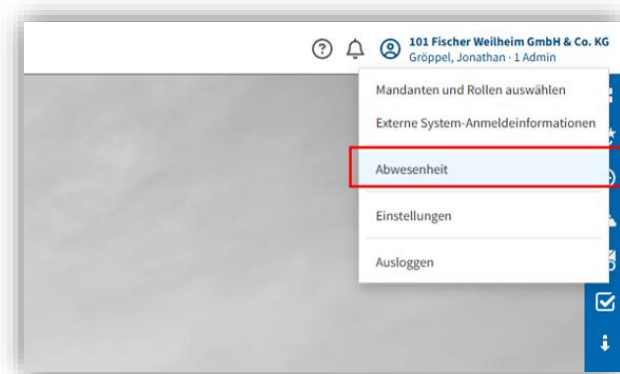 101 Fischer Weilheim GmbH & Co. KG
Gröppel, Jonathan · 1 Admin
Mandanten und Rollen auswählen
Externe System-Anmeldeinformationen
Abwesenheit
Einstellungen
Ausloggen